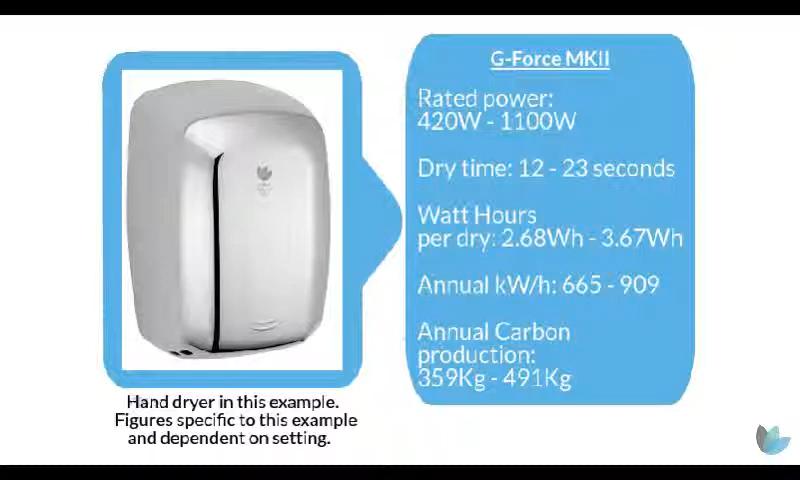 G-Force MKII
Rated power:
420W - 1100W
Dry time: 12 - 23 seconds
Watt Hours
per dry: 2.68Wh - 3.67Wh
Annual kW/h: 665 - 909
Annual Carbon
production:
359Kg - 491Kg
Hand dryer in this example.
Figures specific to this example
and dependent on setting.